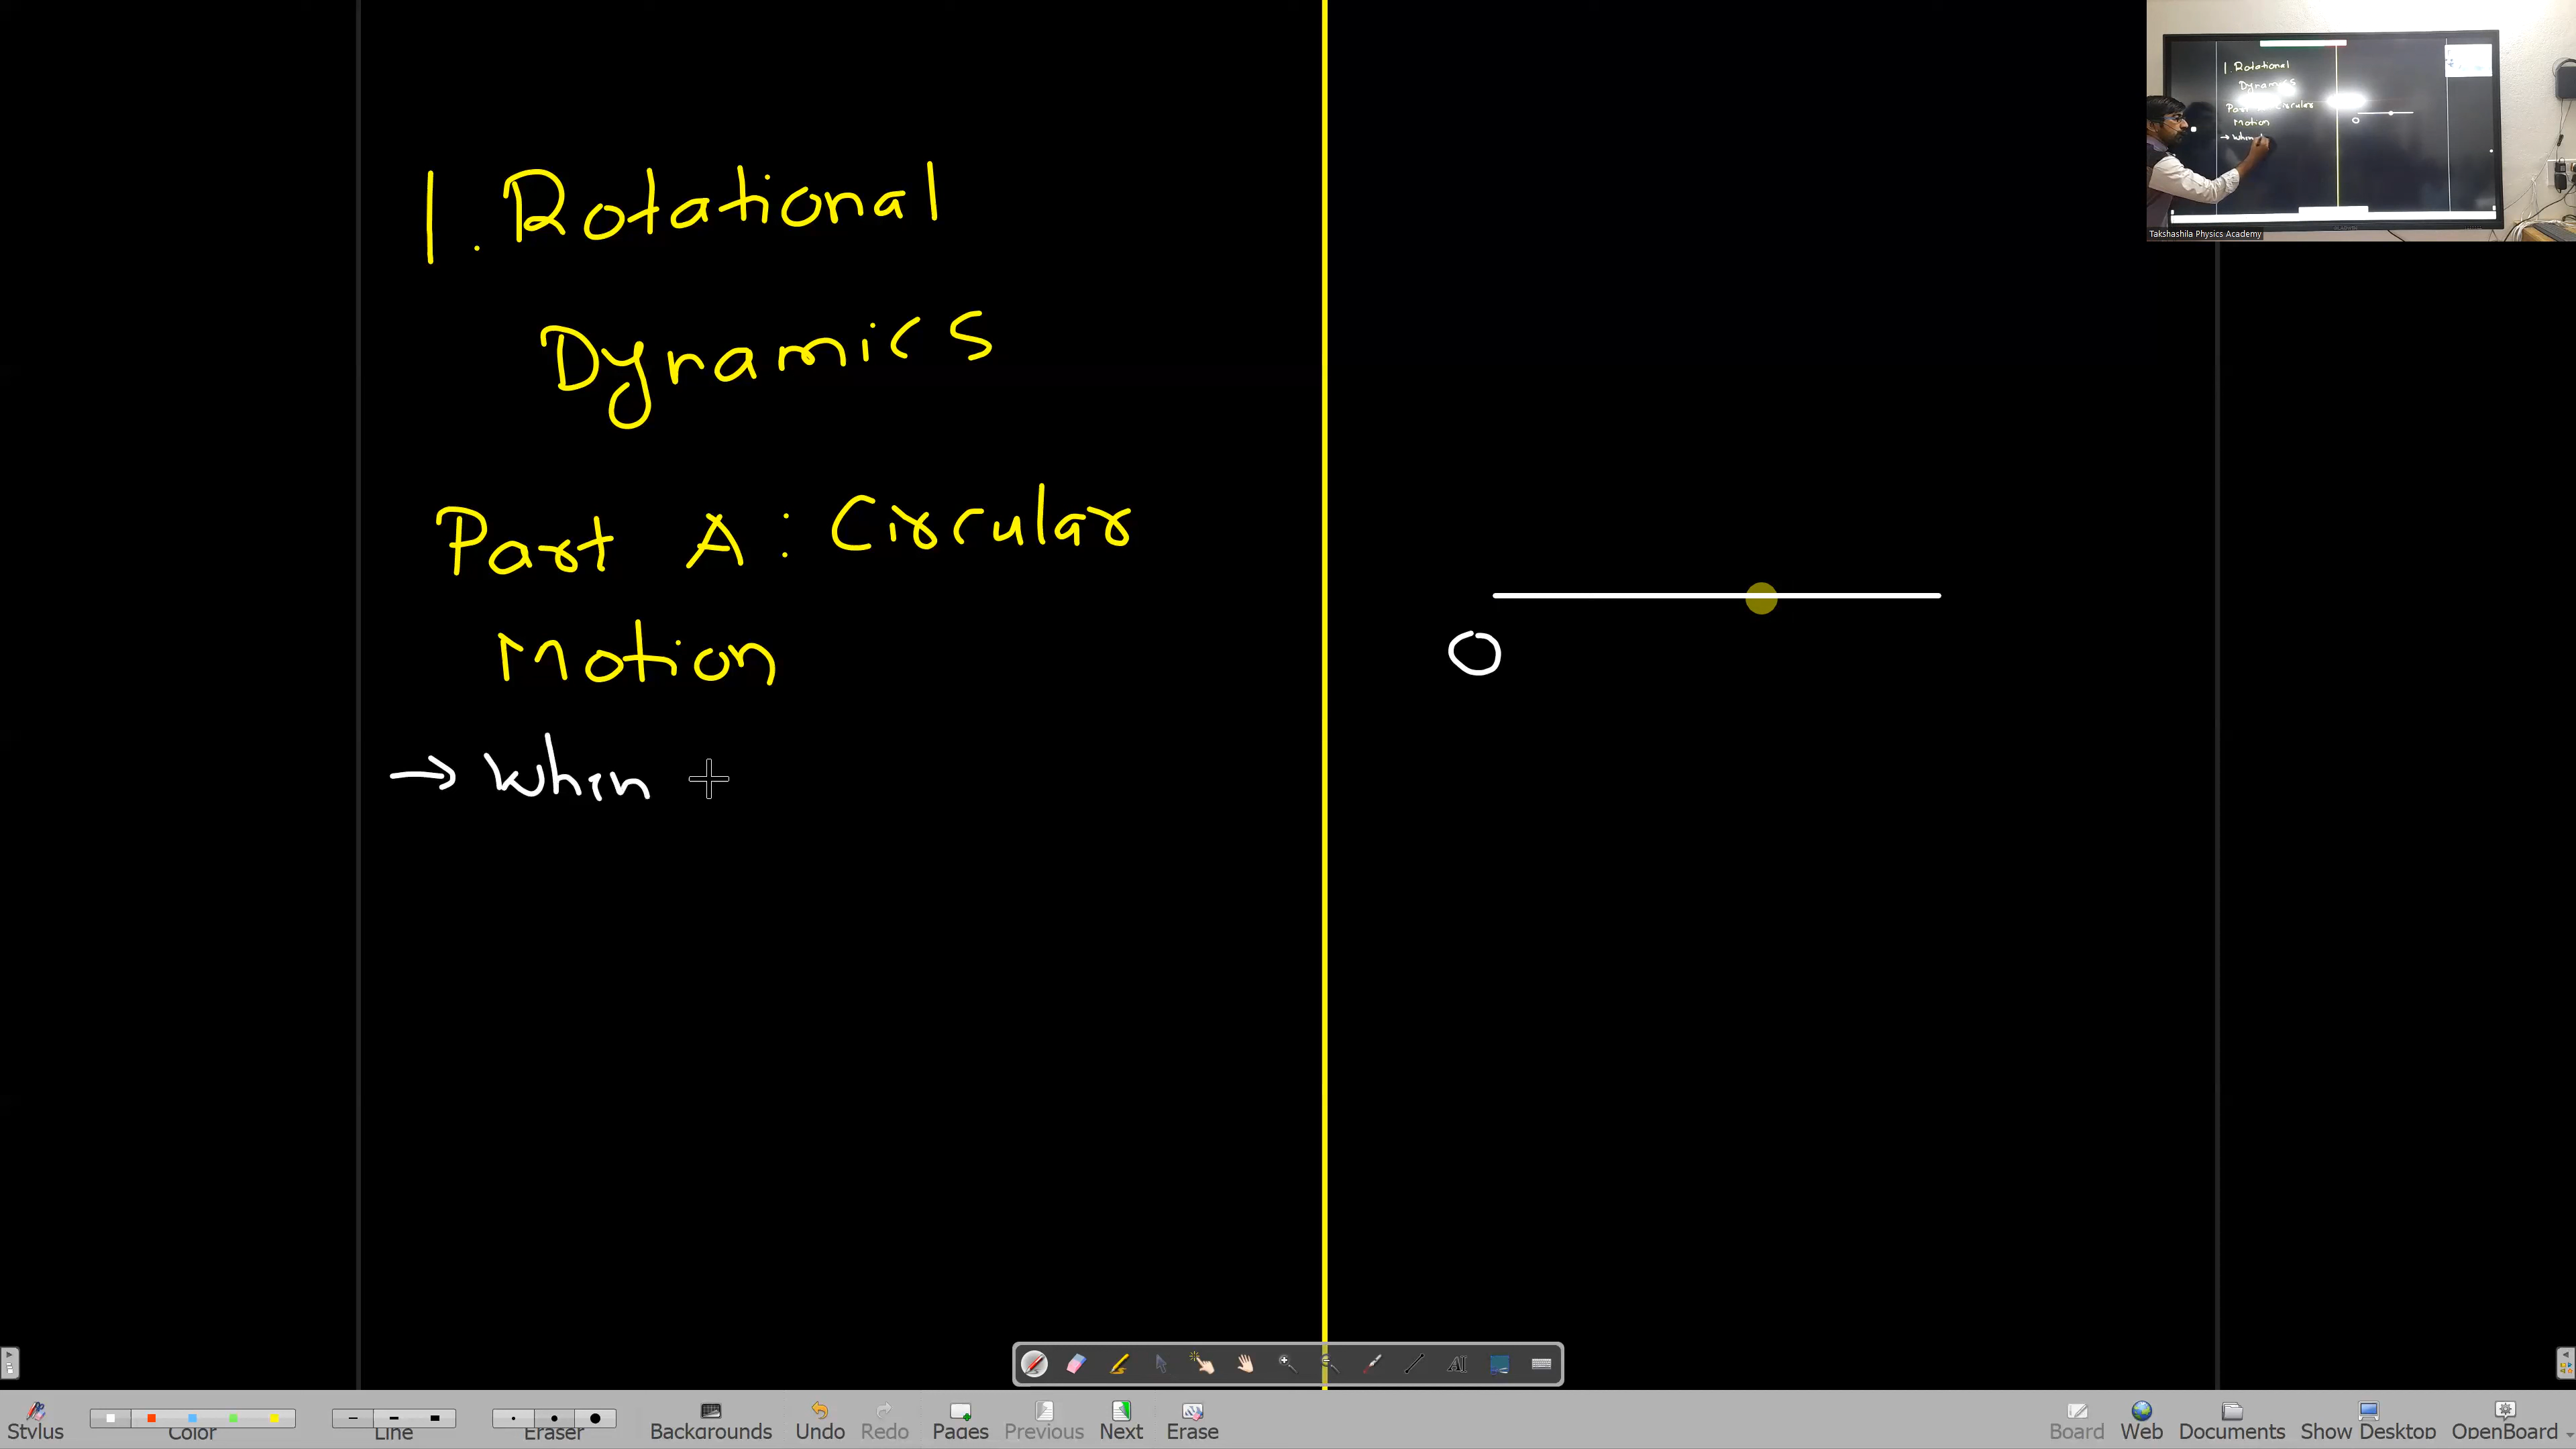 1. Rotational
Dynamics
Part A : Circular
Motion
→ When
O
Takshashila Physics Academy
Stylus
Color
Line
Eraser
Backgrounds
Undo
Redo
Pages
Previous
Next
Erase
Board
Web
Documents
Show Desktop
OpenBoard